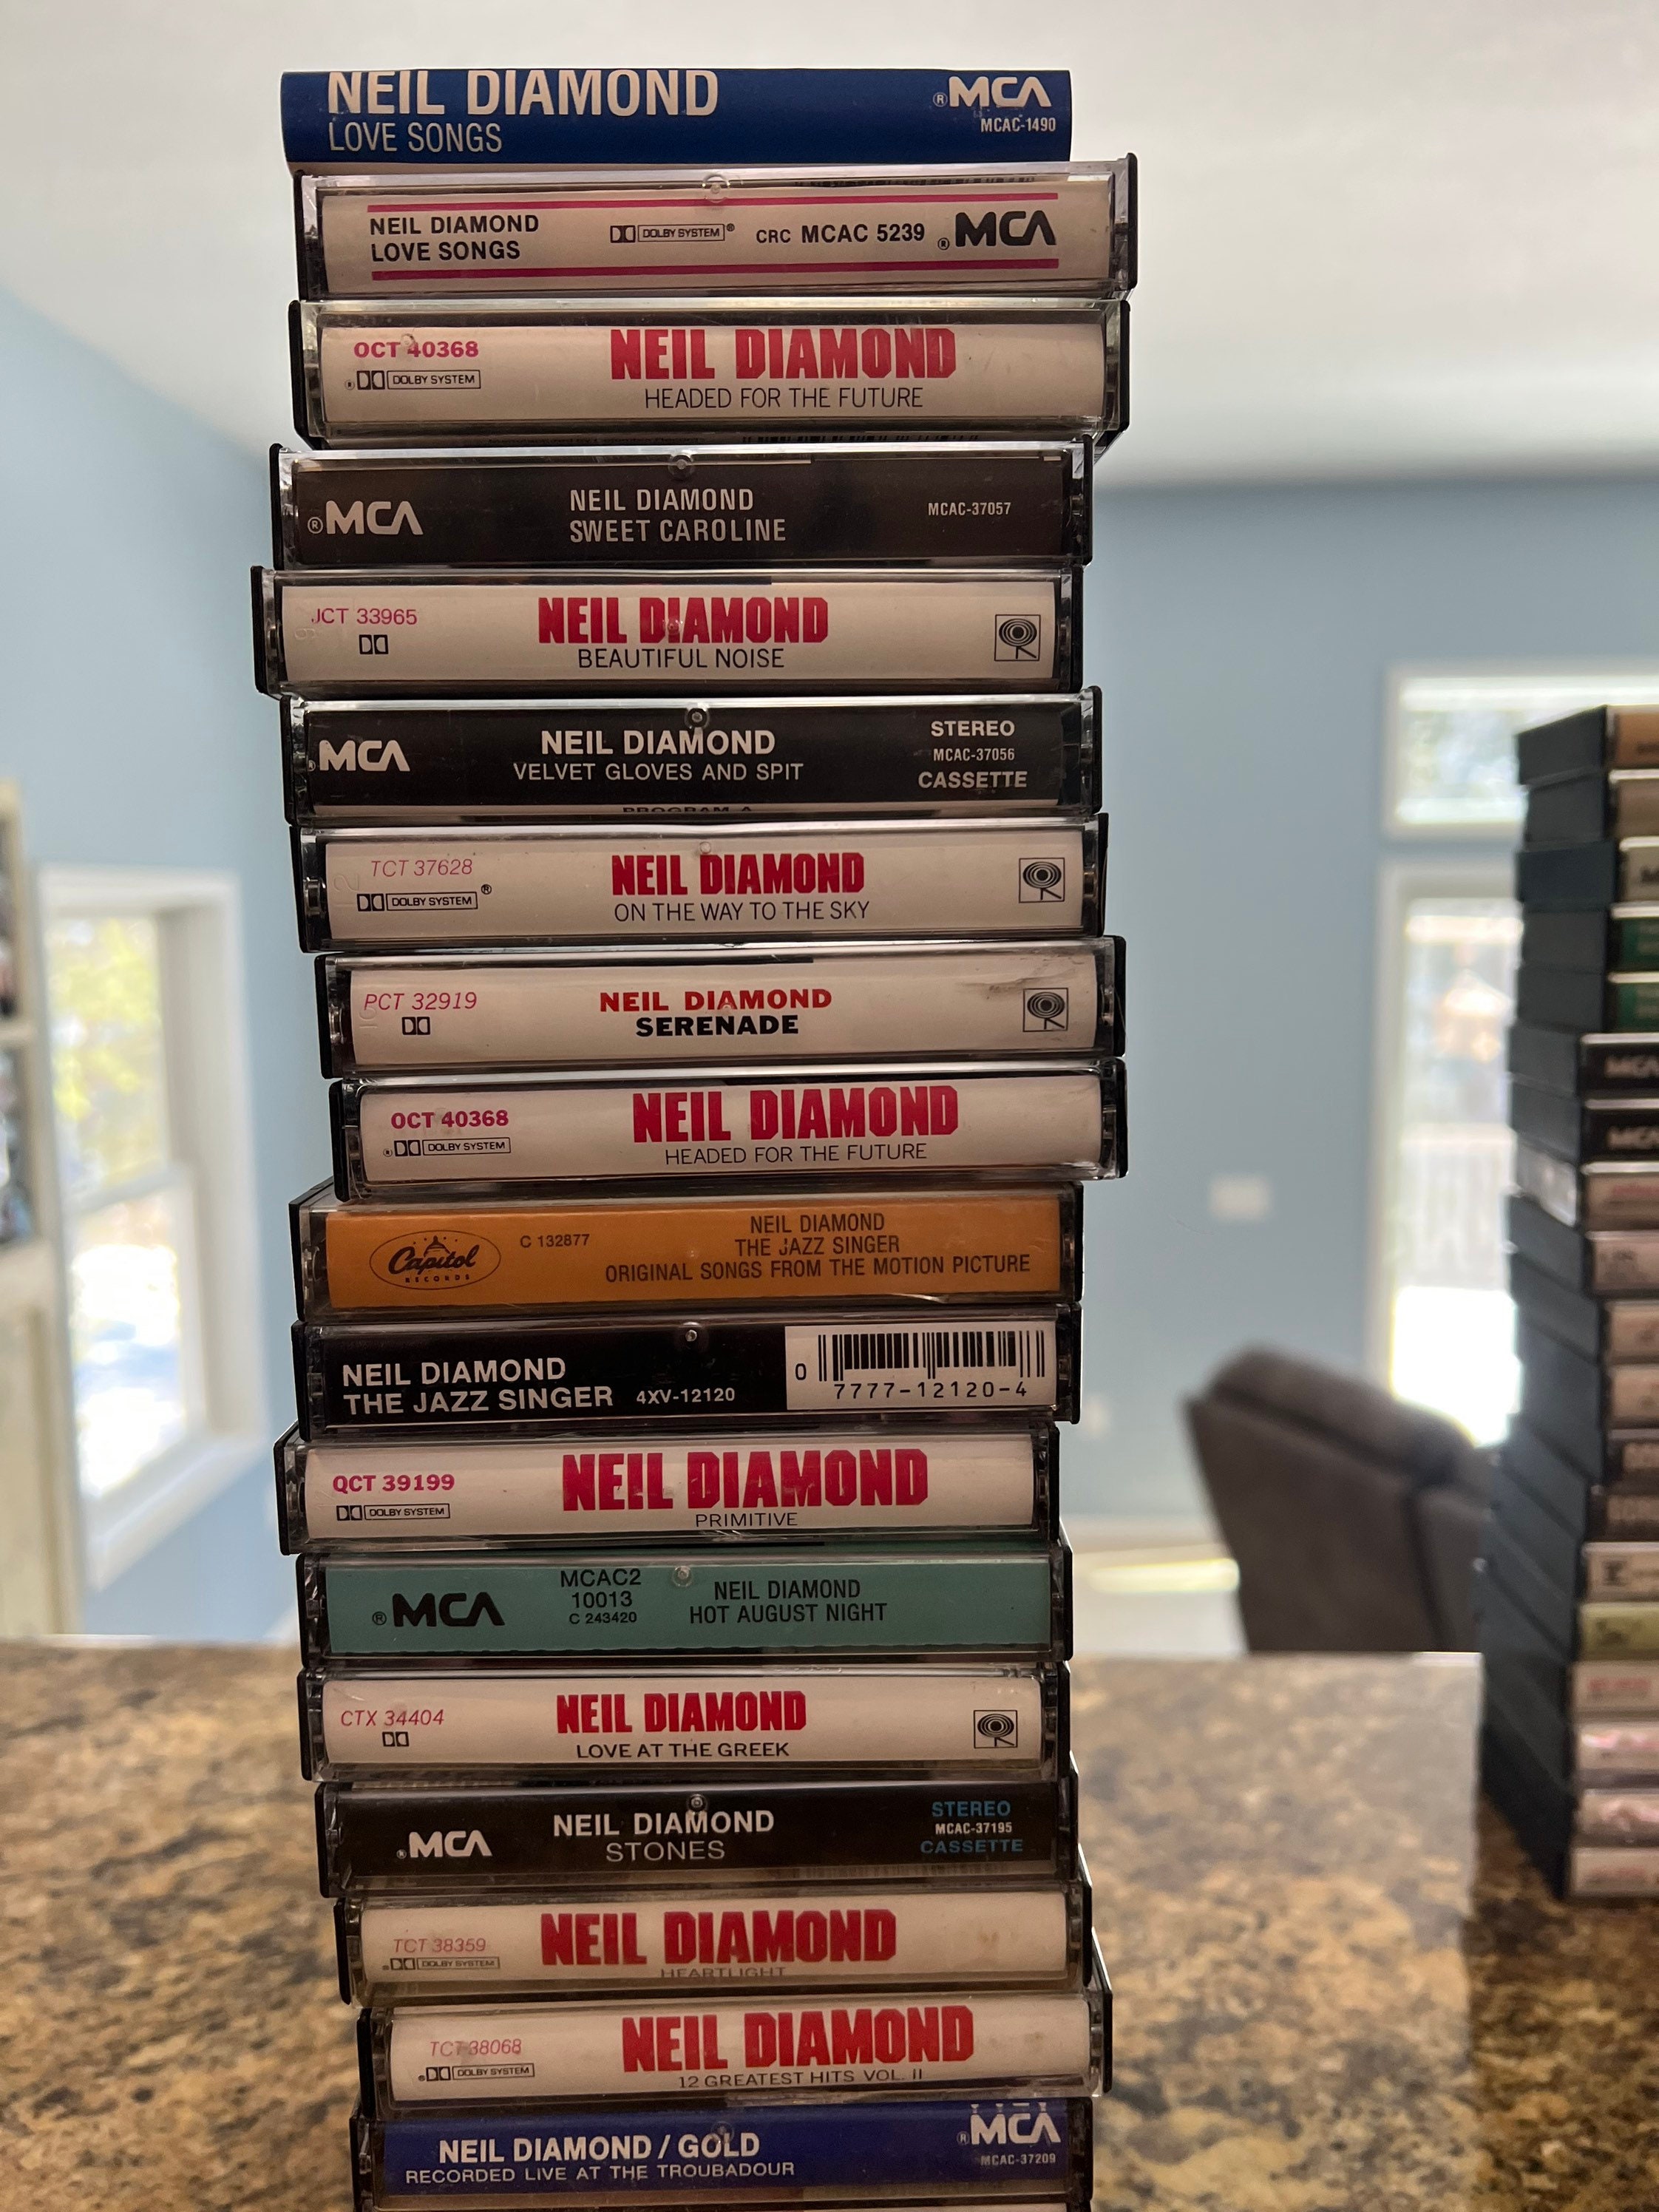 NEIL DIAMOND
LOVE SONGS
®MCA
MCAC-1490
NEIL DIAMOND
LOVE SONGS
DOLBY SYSTEM®
CRC MCAC 5239
®MCA
OCT 40368
® DOLBY SYSTEM
NEIL DIAMOND
HEADED FOR THE FUTURE
®MCA
NEIL DIAMOND
SWEET CAROLINE
MCAC-37057
JCT 33965
NEIL DIAMOND
BEAUTIFUL NOISE
®MCA
NEIL DIAMOND
VELVET GLOVES AND SPIT
STEREO
MCAC-37056
CASSETTE
PROGRAM A
TCT 37628
DOLBY SYSTEM®
NEIL DIAMOND
ON THE WAY TO THE SKY
PCT 32919
NEIL DIAMOND
SERENADE
OCT 40368
® DOLBY SYSTEM
NEIL DIAMOND
HEADED FOR THE FUTURE
Capitol
RECORDS
C 132877
NEIL DIAMOND
THE JAZZ SINGER
ORIGINAL SONGS FROM THE MOTION PICTURE
NEIL DIAMOND
THE JAZZ SINGER 4XV-12120
0 7777-12120-4
QCT 39199
DOLBY SYSTEM
NEIL DIAMOND
PRIMITIVE
®MCA
MCAC2
10013
C 243420
NEIL DIAMOND
HOT AUGUST NIGHT
CTX 34404
NEIL DIAMOND
LOVE AT THE GREEK
®MCA
NEIL DIAMOND
STONES
STEREO
MCAC-37195
CASSETTE
TCT 38359
® DOLBY SYSTEM
NEIL DIAMOND
HEARTLIGHT
TCT 38068
® DOLBY SYSTEM
NEIL DIAMOND
12 GREATEST HITS VOL. II
NEIL DIAMOND / GOLD
RECORDED LIVE AT THE TROUBADOUR
®MCA
MCAC-37209
MCA
MCA